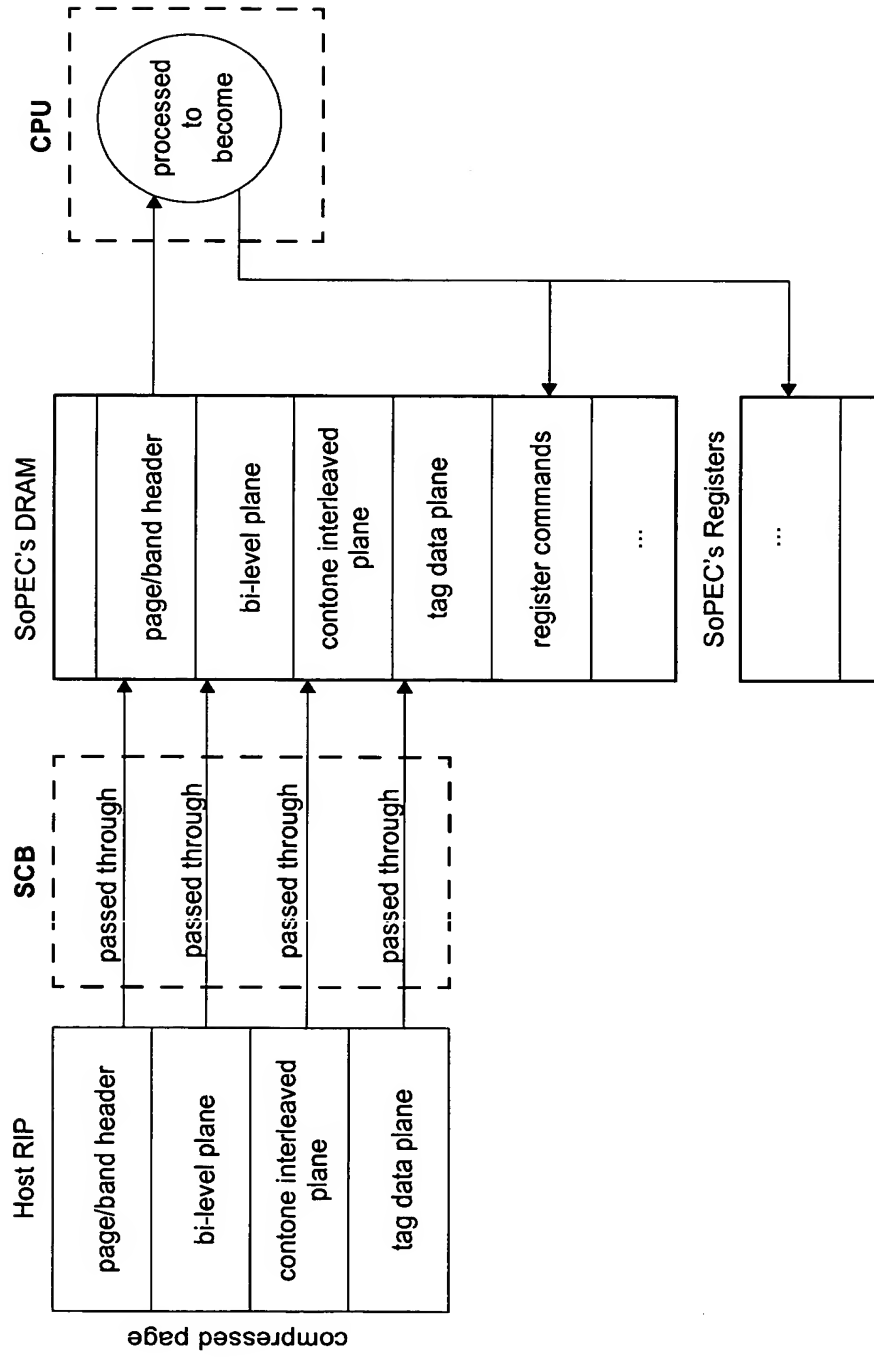 Host RIP
compressed page
page/band header
bi-level plane
contone interleaved
plane
tag data plane
SCB
passed through
passed through
passed through
passed through
SoPEC's DRAM
page/band header
bi-level plane
contone interleaved
plane
tag data plane
register commands
...
CPU
processed
to
become
SoPEC's Registers
...